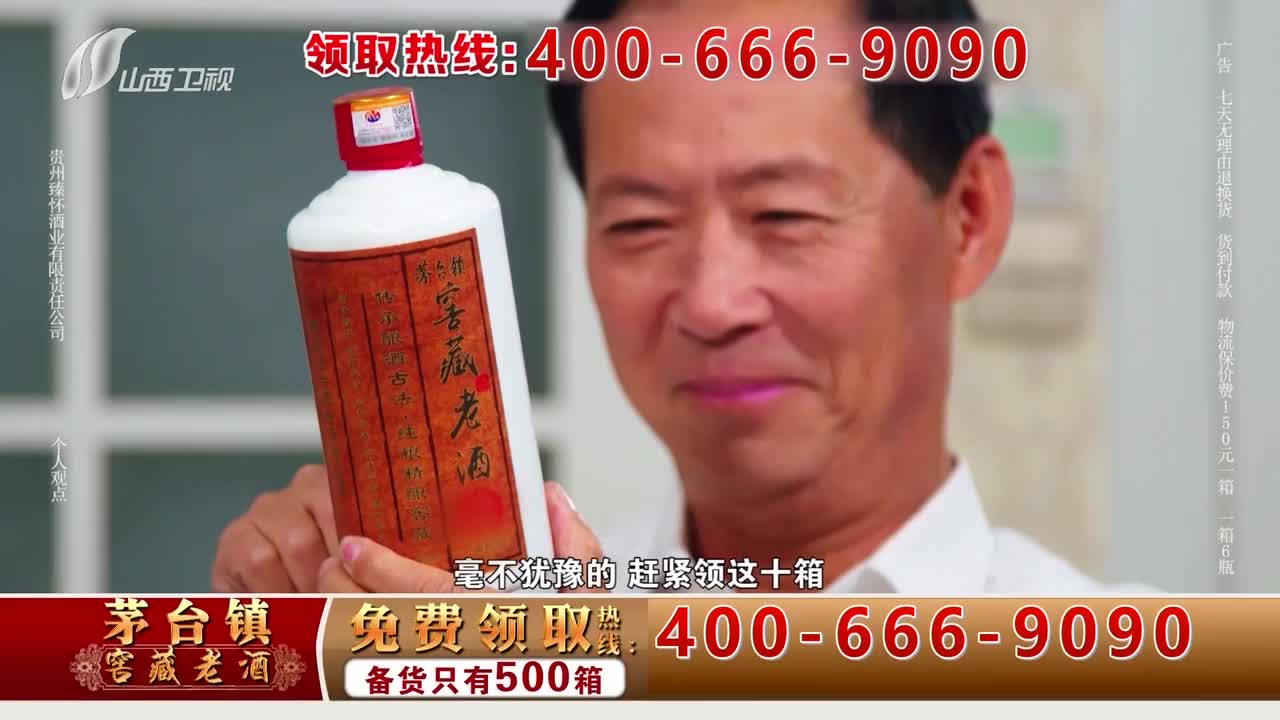 山西卫视
领取热线:400-666-9090
广告 七天无理由退换货 货到付款 物流保价费150元一箱 一箱6瓶
贵州臻怀酒业有限责任公司
个人观点
茅台镇
窖藏老酒
传承酿酒古法·纯粮精酿窖藏
毫不犹豫的 赶紧领这十箱
茅台镇
窖藏老酒
免费领取热线:400-666-9090
备货只有500箱